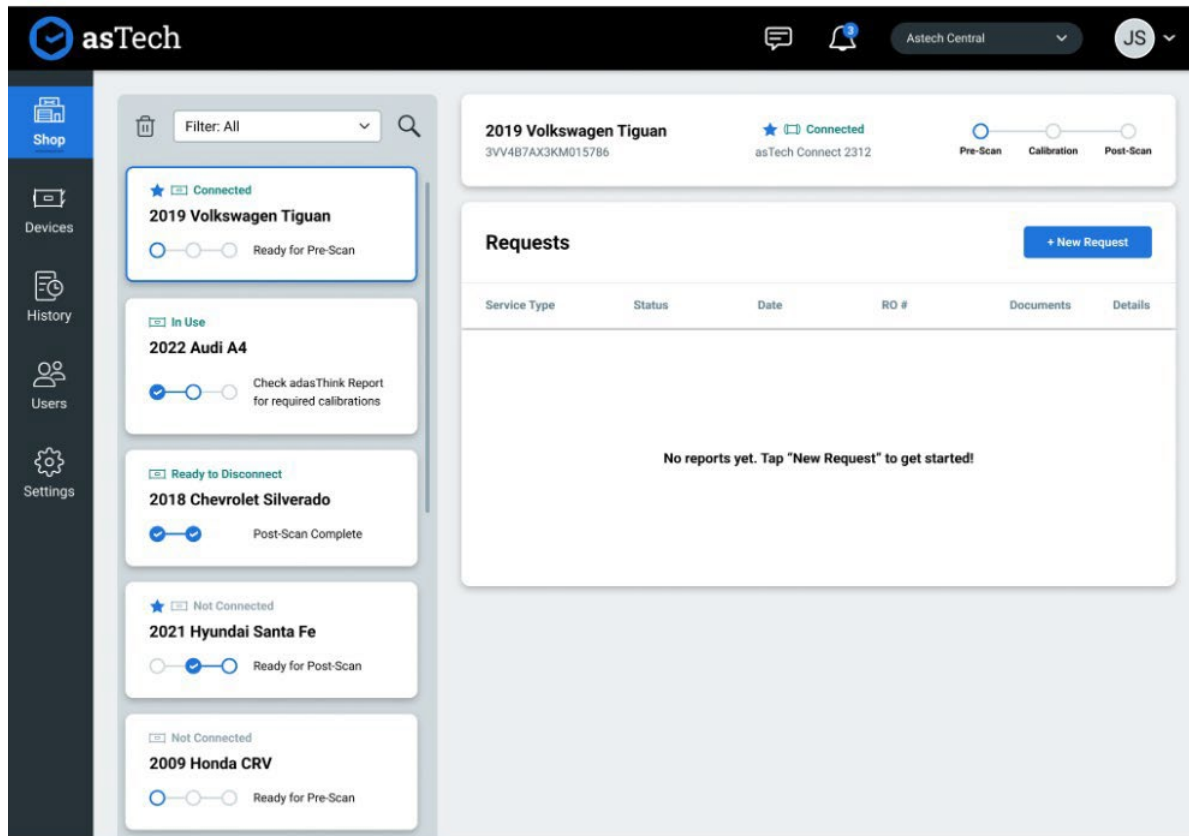 asTech
3
Astech Central
JS
Shop
Devices
History
Users
Settings
Filter: All
Connected
2019 Volkswagen Tiguan
Ready for Pre-Scan
In Use
2022 Audi A4
Check adasThink Report
for required calibrations
Ready to Disconnect
2018 Chevrolet Silverado
Post-Scan Complete
Not Connected
2021 Hyundai Santa Fe
Ready for Post-Scan
Not Connected
2009 Honda CRV
Ready for Pre-Scan
2019 Volkswagen Tiguan
3VV4B7AX3KM015786
Connected
asTech Connect 2312
Pre-Scan Calibration Post-Scan
Requests
+ New Request
Service Type Status Date RO # Documents Details
No reports yet. Tap “New Request” to get started!